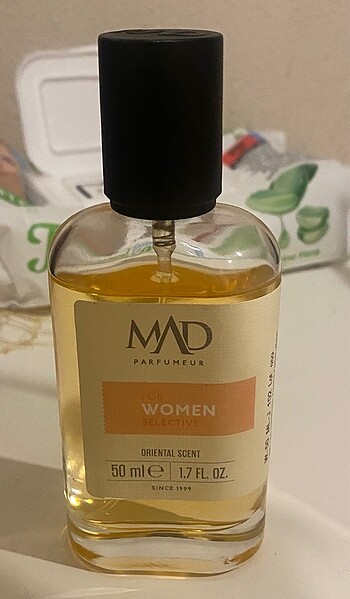 MAD
PARFUMEUR
FOR
WOMEN
SELECTIVE
ORIENTAL SCENT
50 ml ℮ 1.7 FL. OZ.
SINCE 1999